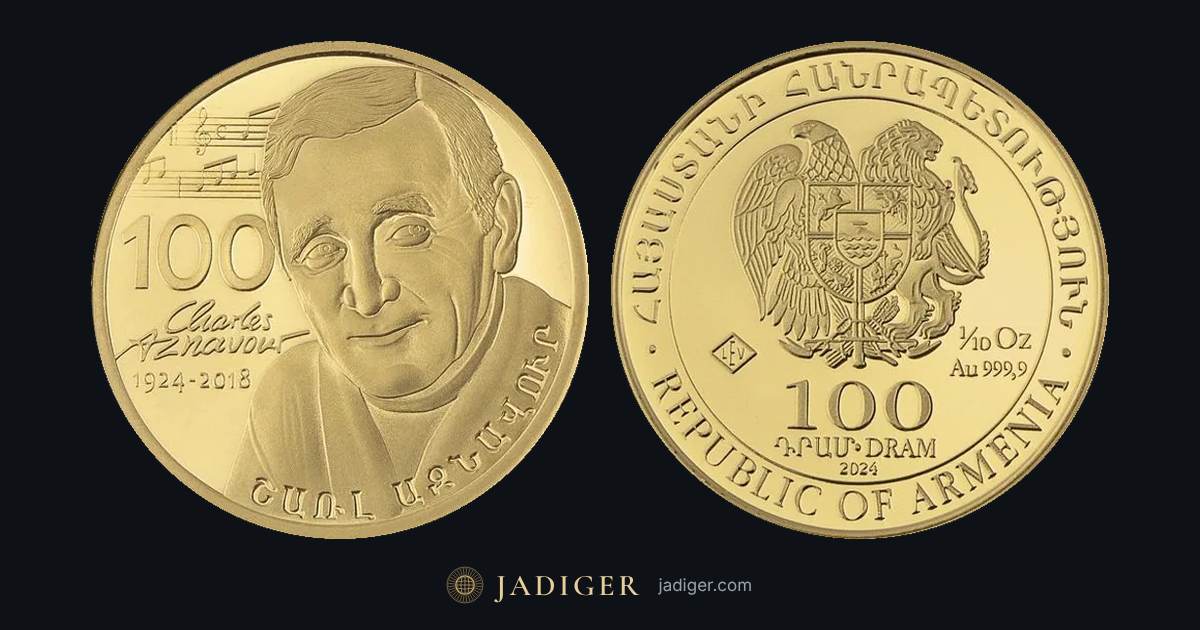 100
Charles
Aznavour
1924-2018
ՇԱՌԼ ԱԶՆԱՎՈՒՐ
ՀԱՅԱՍՏԱՆԻ ՀԱՆՐԱՊԵՏՈՒԹՅՈՒՆ
1/10 Oz
Au 999,9
LEV
100
ԴՐԱՄ·DRAM
2024
· REPUBLIC OF ARMENIA ·
JADIGER jadiger.com